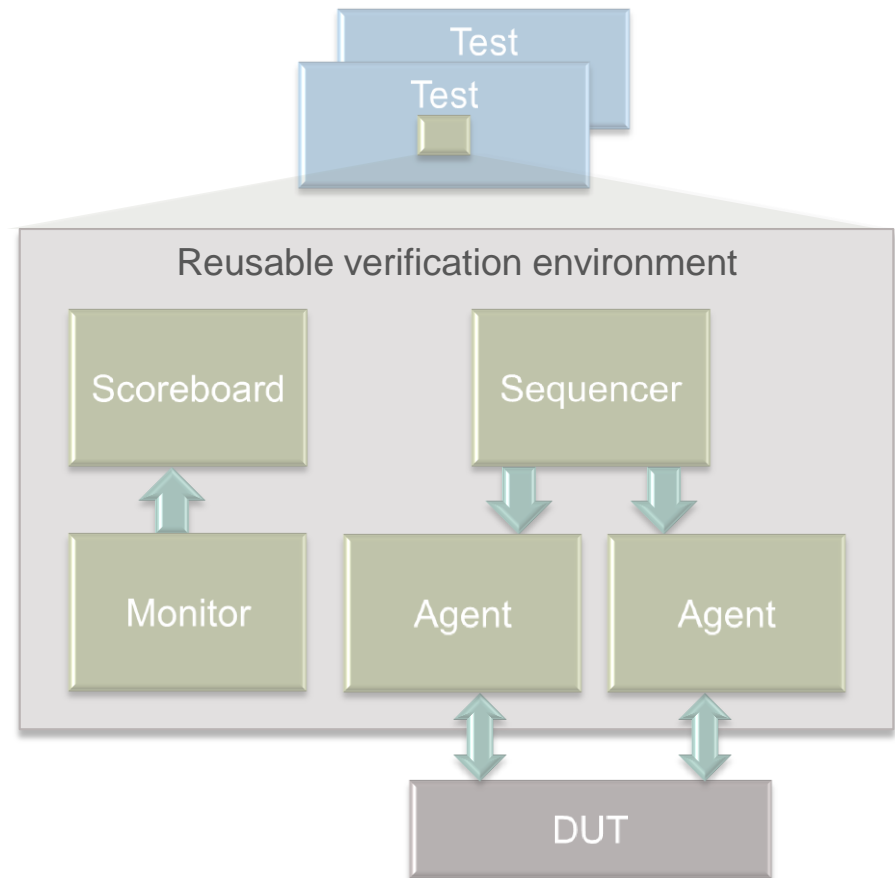 Test
Test
Reusable verification environment
Scoreboard
Sequencer
Monitor
Agent
Agent
DUT